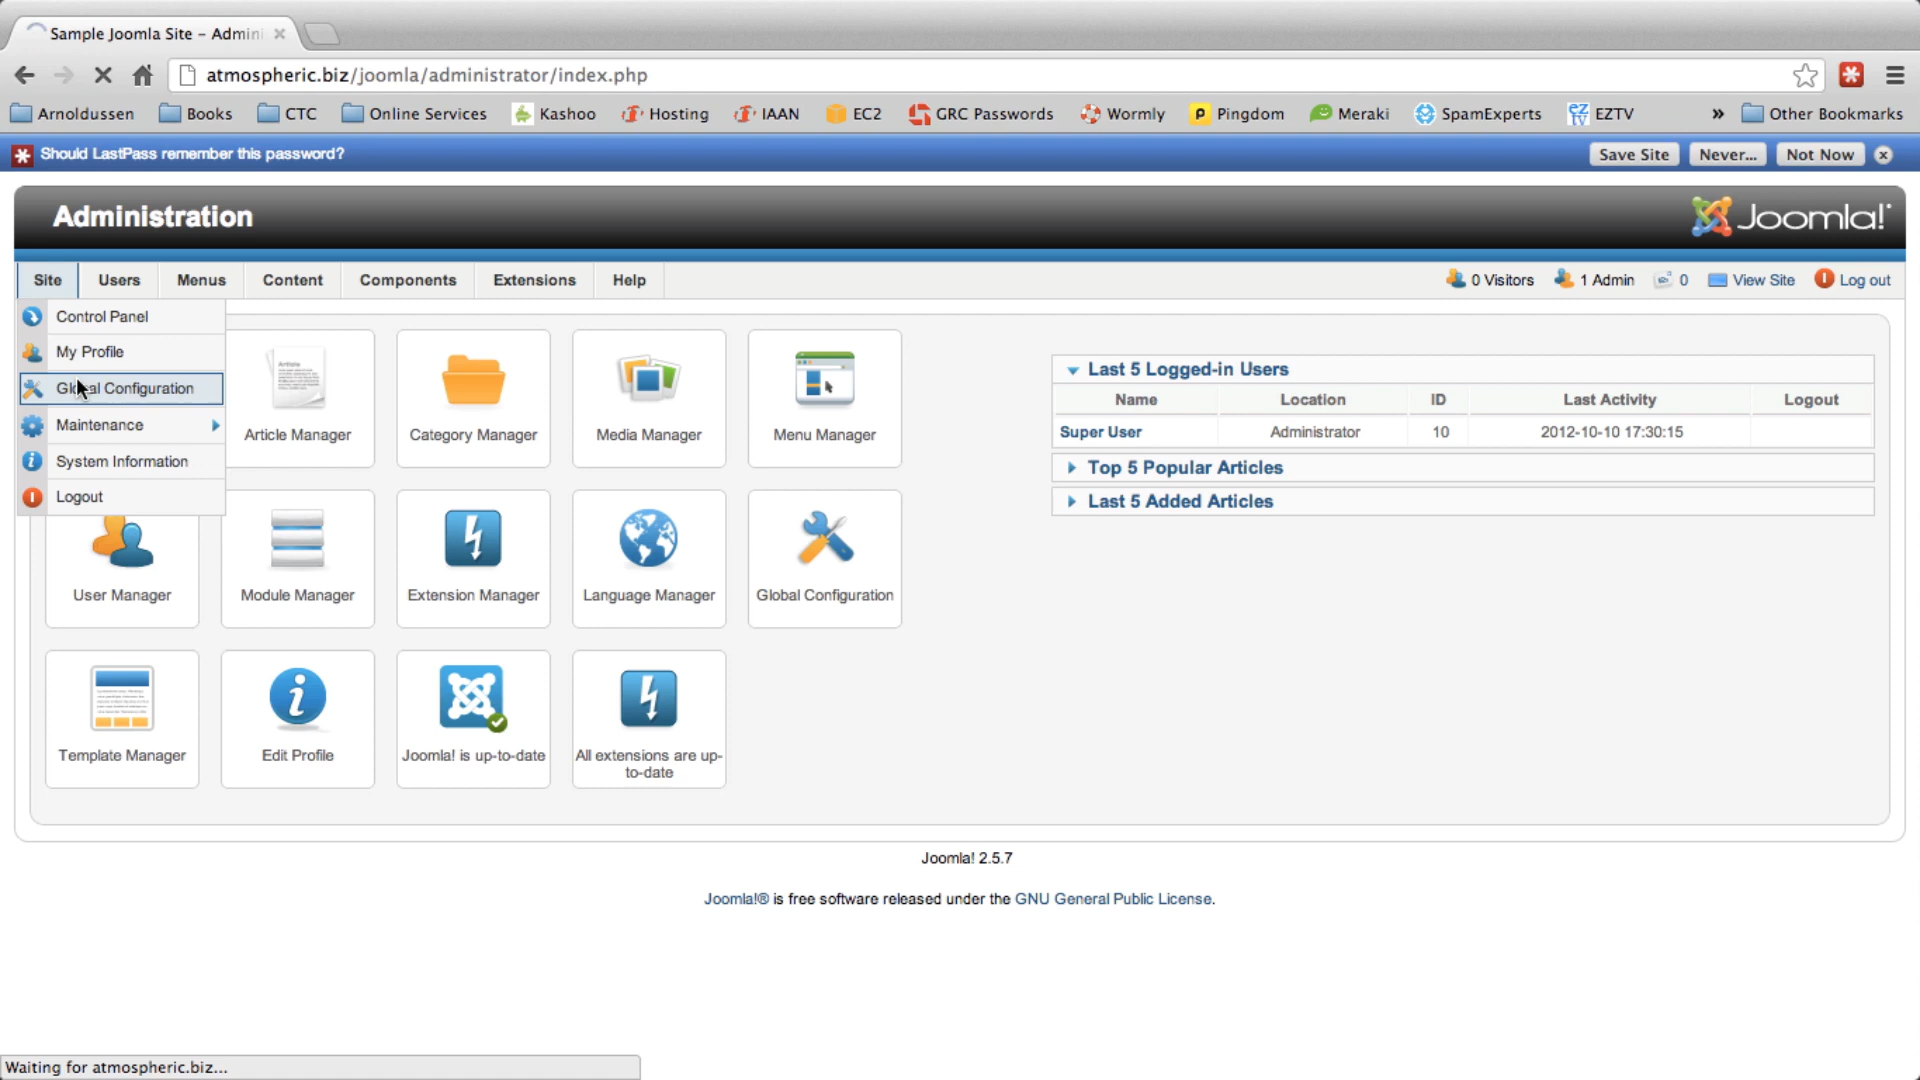 Sample Joomla Site – Admini
atmospheric.biz/joomla/administrator/index.php
Arnoldussen Books CTC Online Services Kashoo Hosting IAAN EC2 GRC Passwords Wormly Pingdom Meraki SpamExperts EZTV » Other Bookmarks
Should LastPass remember this password? Save Site Never... Not Now
Administration Joomla!
Site Users Menus Content Components Extensions Help 0 Visitors 1 Admin 0 View Site Log out
Control Panel
My Profile
Global Configuration
Maintenance
System Information
Logout
Article Manager Category Manager Media Manager Menu Manager
User Manager Module Manager Extension Manager Language Manager Global Configuration
Template Manager Edit Profile Joomla! is up-to-date All extensions are up-
to-date
Last 5 Logged-in Users
Name Location ID Last Activity Logout
Super User Administrator 10 2012-10-10 17:30:15
Top 5 Popular Articles
Last 5 Added Articles
Joomla! 2.5.7
Joomla!® is free software released under the GNU General Public License.
Waiting for atmospheric.biz...